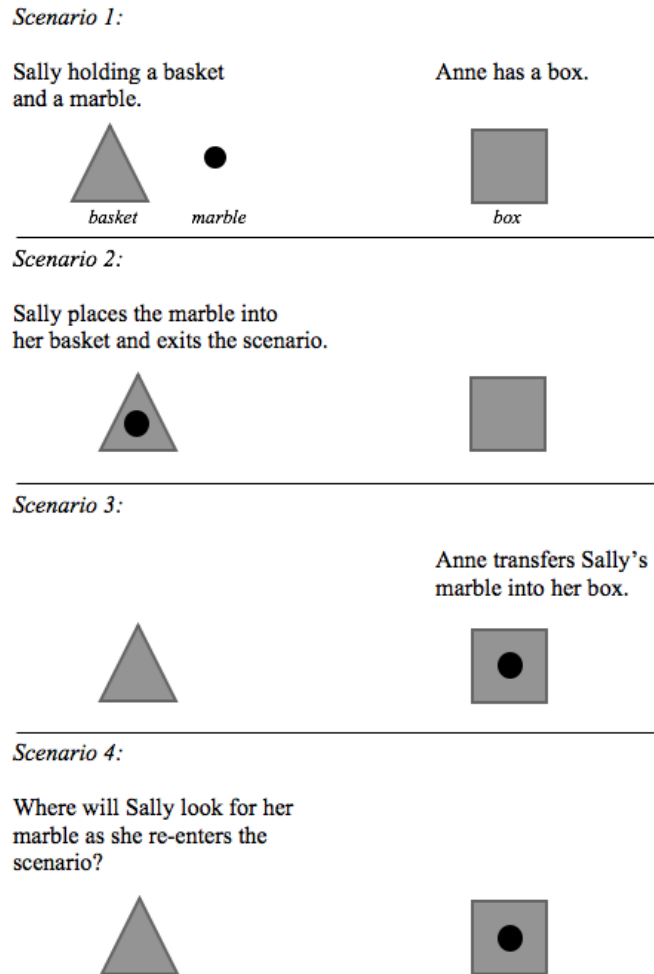 Scenario 1:
Sally holding a basket
and a marble.
Anne has a box.
basket
marble
box
Scenario 2:
Sally places the marble into
her basket and exits the scenario.
Scenario 3:
Anne transfers Sally’s
marble into her box.
Scenario 4:
Where will Sally look for her
marble as she re-enters the
scenario?